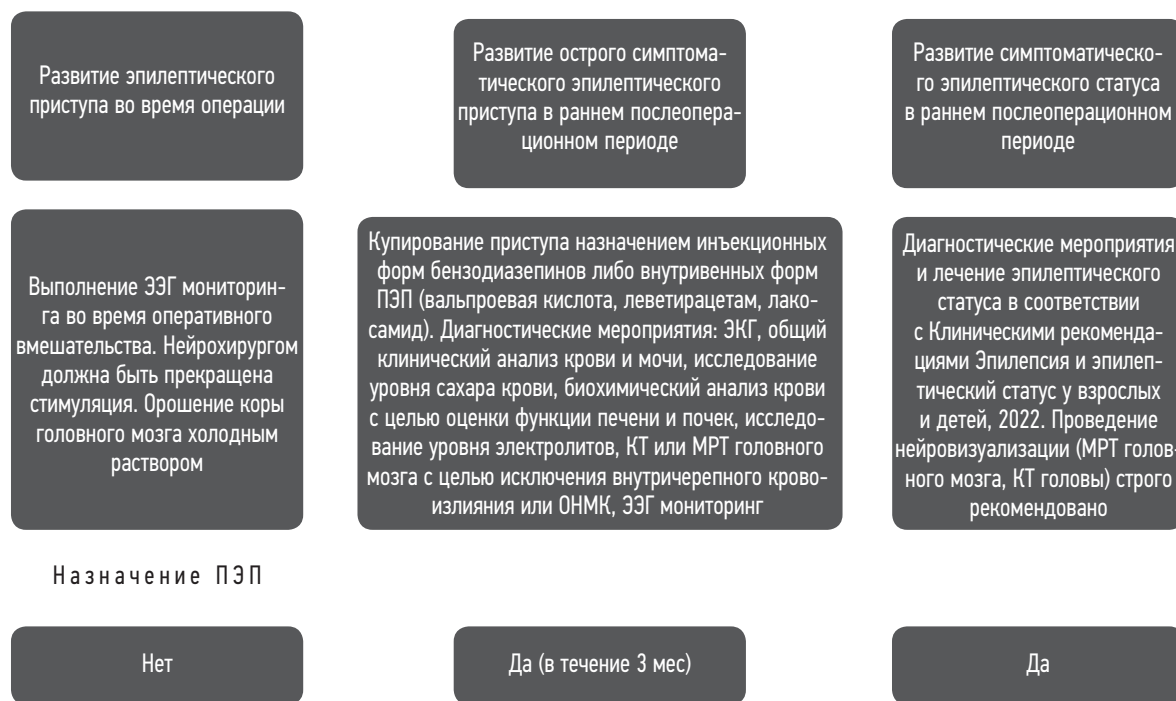 Развитие эпилептического
приступа во время операции
Развитие острого симптома-
тического эпилептического
приступа в раннем послеопера-
ционном периоде
Развитие симптоматическо-
го эпилептического статуса
в раннем послеоперационном
периоде
Выполнение ЭЭГ мониторин-
га во время оперативного
вмешательства. Нейрохирургом
должна быть прекращена
стимуляция. Орошение коры
головного мозга холодным
раствором
Купирование приступа назначением инъекционных
форм бензодиазепинов либо внутривенных форм
ПЭП (вальпроевая кислота, леветирацетам, лако-
самид). Диагностические мероприятия: ЭКГ, общий
клинический анализ крови и мочи, исследование
уровня сахара крови, биохимический анализ крови
с целью оценки функции печени и почек, исследо-
вание уровня электролитов, КТ или МРТ головного
мозга с целью исключения внутричерепного крово-
излияния или ОНМК, ЭЭГ мониторинг
Диагностические мероприятия
и лечение эпилептического
статуса в соответствии
с Клиническими рекоменда-
циями Эпилепсия и эпилеп-
тический статус у взрослых
и детей, 2022. Проведение
нейровизуализации (МРТ голов-
ного мозга, КТ головы) строго
рекомендовано
Назначение ПЭП
Нет
Да (в течение 3 мес)
Да